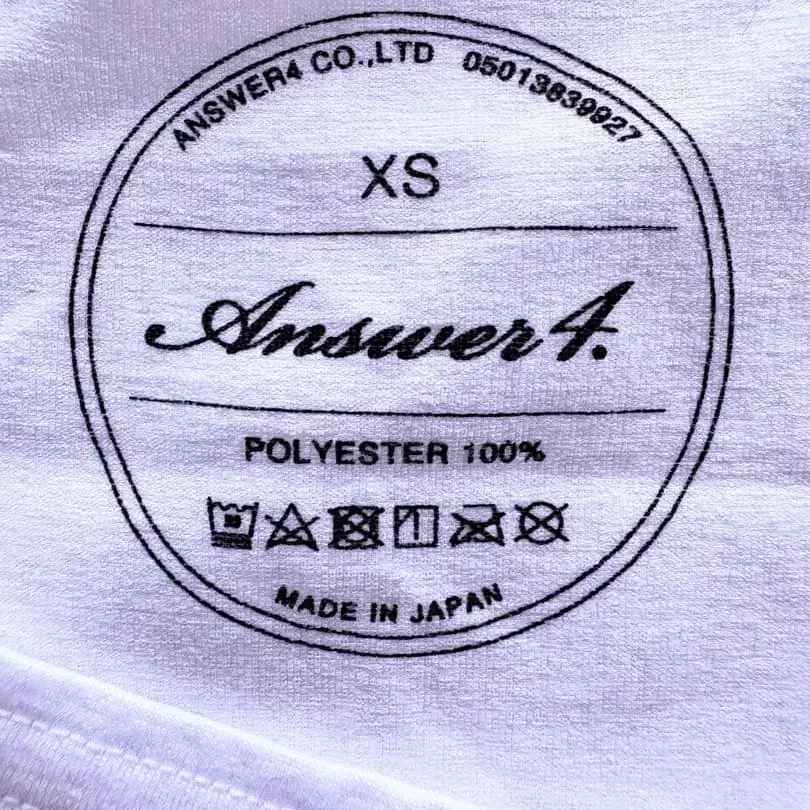 ANSWER4 CO.,LTD 05013839927
XS
Answer4.
POLYESTER 100%
MADE IN JAPAN